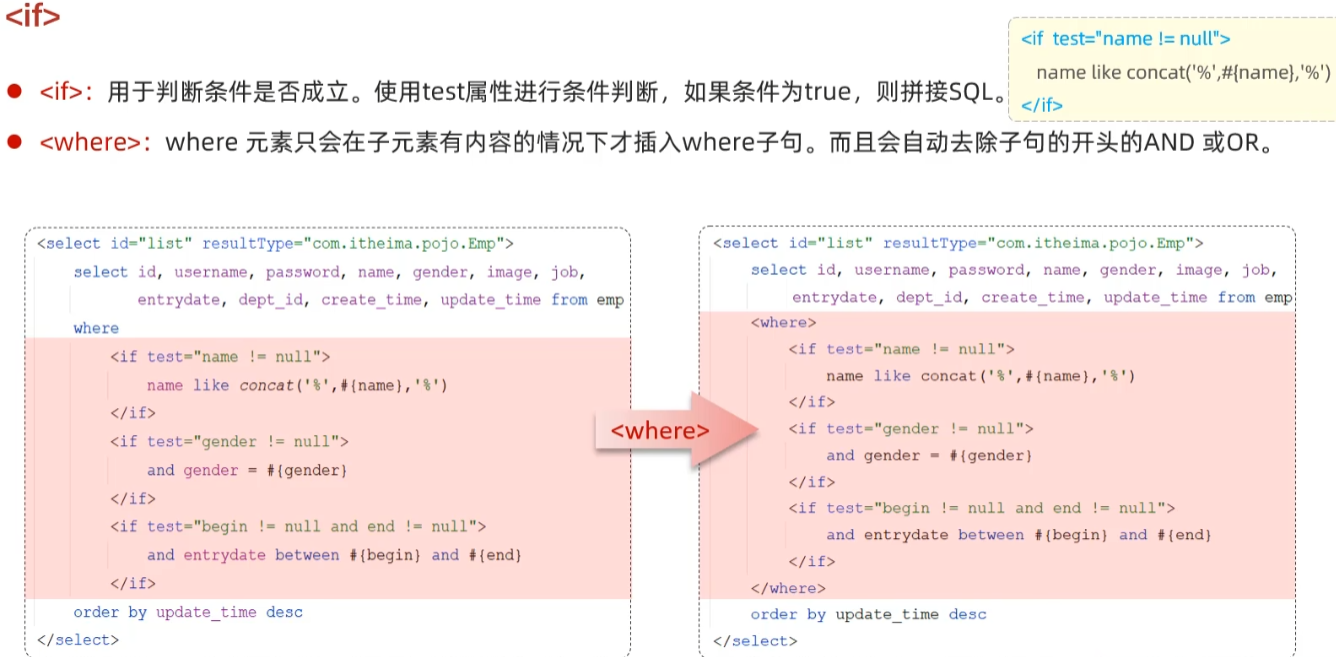 <if>
<if test="name != null">
name like concat('%',#{name},'%')
</if>
● <if>：用于判断条件是否成立。使用test属性进行条件判断，如果条件为true，则拼接SQL。
● <where>：where 元素只会在子元素有内容的情况下才插入where子句。而且会自动去除子句的开头的AND 或OR。
<select id="list" resultType="com.itheima.pojo.Emp">
select id, username, password, name, gender, image, job,
entrydate, dept_id, create_time, update_time from emp
where
<if test="name != null">
name like concat('%',#{name},'%')
</if>
<if test="gender != null">
and gender = #{gender}
</if>
<if test="begin != null and end != null">
and entrydate between #{begin} and #{end}
</if>
order by update_time desc
</select>
<where>
<select id="list" resultType="com.itheima.pojo.Emp">
select id, username, password, name, gender, image, job,
entrydate, dept_id, create_time, update_time from emp
<where>
<if test="name != null">
name like concat('%',#{name},'%')
</if>
<if test="gender != null">
and gender = #{gender}
</if>
<if test="begin != null and end != null">
and entrydate between #{begin} and #{end}
</if>
</where>
order by update_time desc
</select>